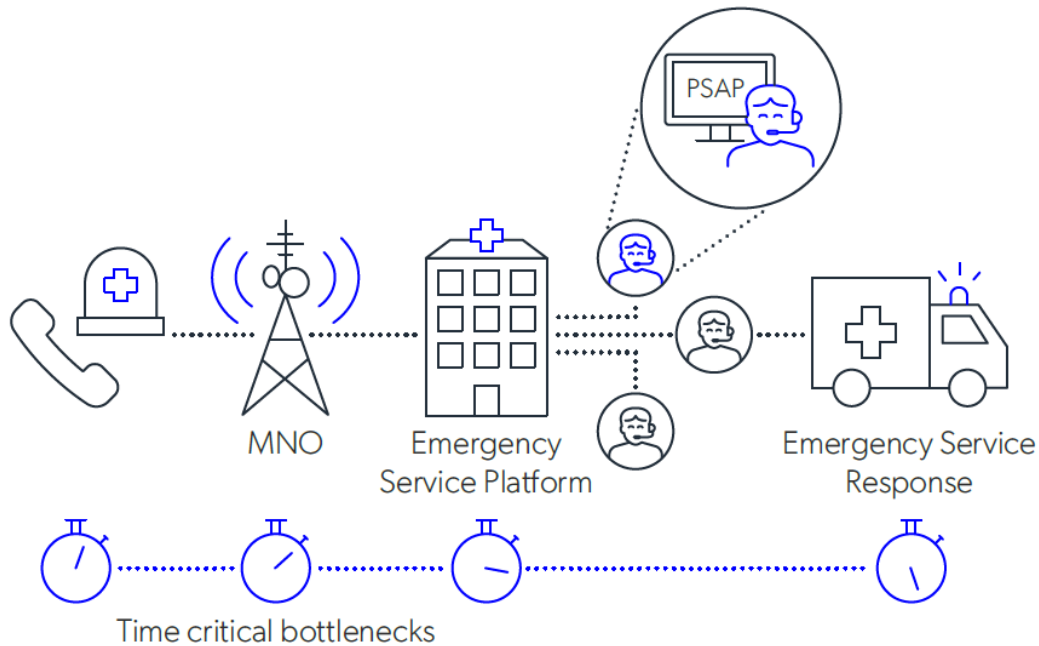 PSAP
MNO
Emergency
Service Platform
Emergency Service
Response
Time critical bottlenecks